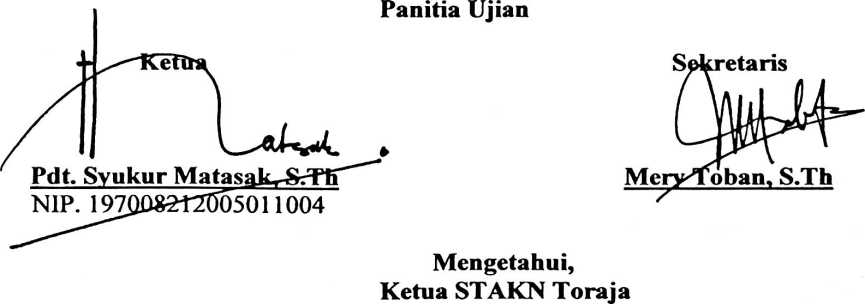 Panitia Ujian
Ketua Sekretaris
Pdt. Syukur Matasak, S.Th Mery Toban, S.Th
NIP. 197008212005011004
Mengetahui,
Ketua STAKN Toraja